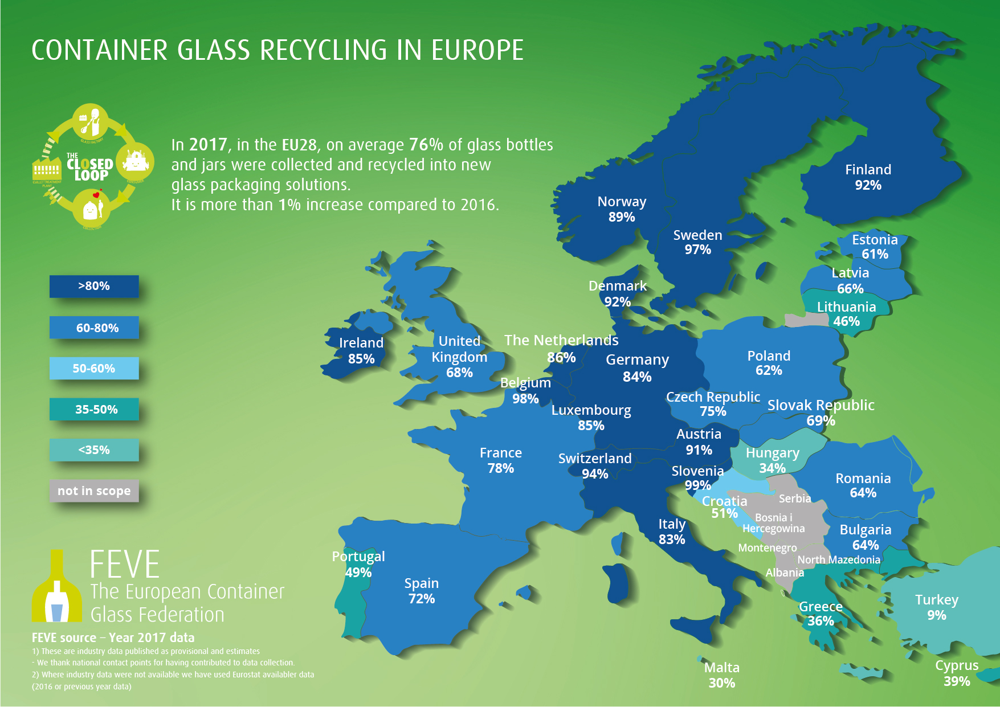 CONTAINER GLASS RECYCLING IN EUROPE
GLASS FACTORY
THE
CLOSED
LOOP
CULLET TREATMENT
PLANT
CONSUMER
COLLECTION
In 2017, in the EU28, on average 76% of glass bottles
and jars were collected and recycled into new
glass packaging solutions.
It is more than 1% increase compared to 2016.
>80%
60-80%
50-60%
35-50%
<35%
not in scope
Finland
92%
Norway
89%
Sweden
97%
Estonia
61%
Latvia
66%
Lithuania
46%
Denmark
92%
Ireland
85%
United
Kingdom
68%
The Netherlands
86%
Germany
84%
Poland
62%
Belgium
98%
Czech Republic
75%
Slovak Republic
69%
Luxembourg
85%
Austria
91%
France
78%
Switzerland
94%
Hungary
34%
Slovenia
99%
Romania
64%
Croatia
51%
Serbia
Bosnia i
Hercegowina
Italy
83%
Bulgaria
64%
Montenegro
North Mazedonia
Albania
Portugal
49%
Spain
72%
Greece
36%
Turkey
9%
Malta
30%
Cyprus
39%
FEVE
The European Container
Glass Federation
FEVE source – Year 2017 data
1) These are industry data published as provisional and estimates
- We thank national contact points for having contributed to data collection.
2) Where industry data were not available we have used Eurostat availabler data
(2016 or previous year data)